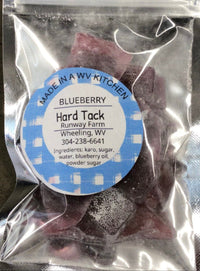 MADE IN A WV KITCHEN
BLUEBERRY
Hard Tack
Runway Farm
Wheeling, WV
304-238-6641
Ingredients: karo, sugar,
water, blueberry oil,
powder sugar